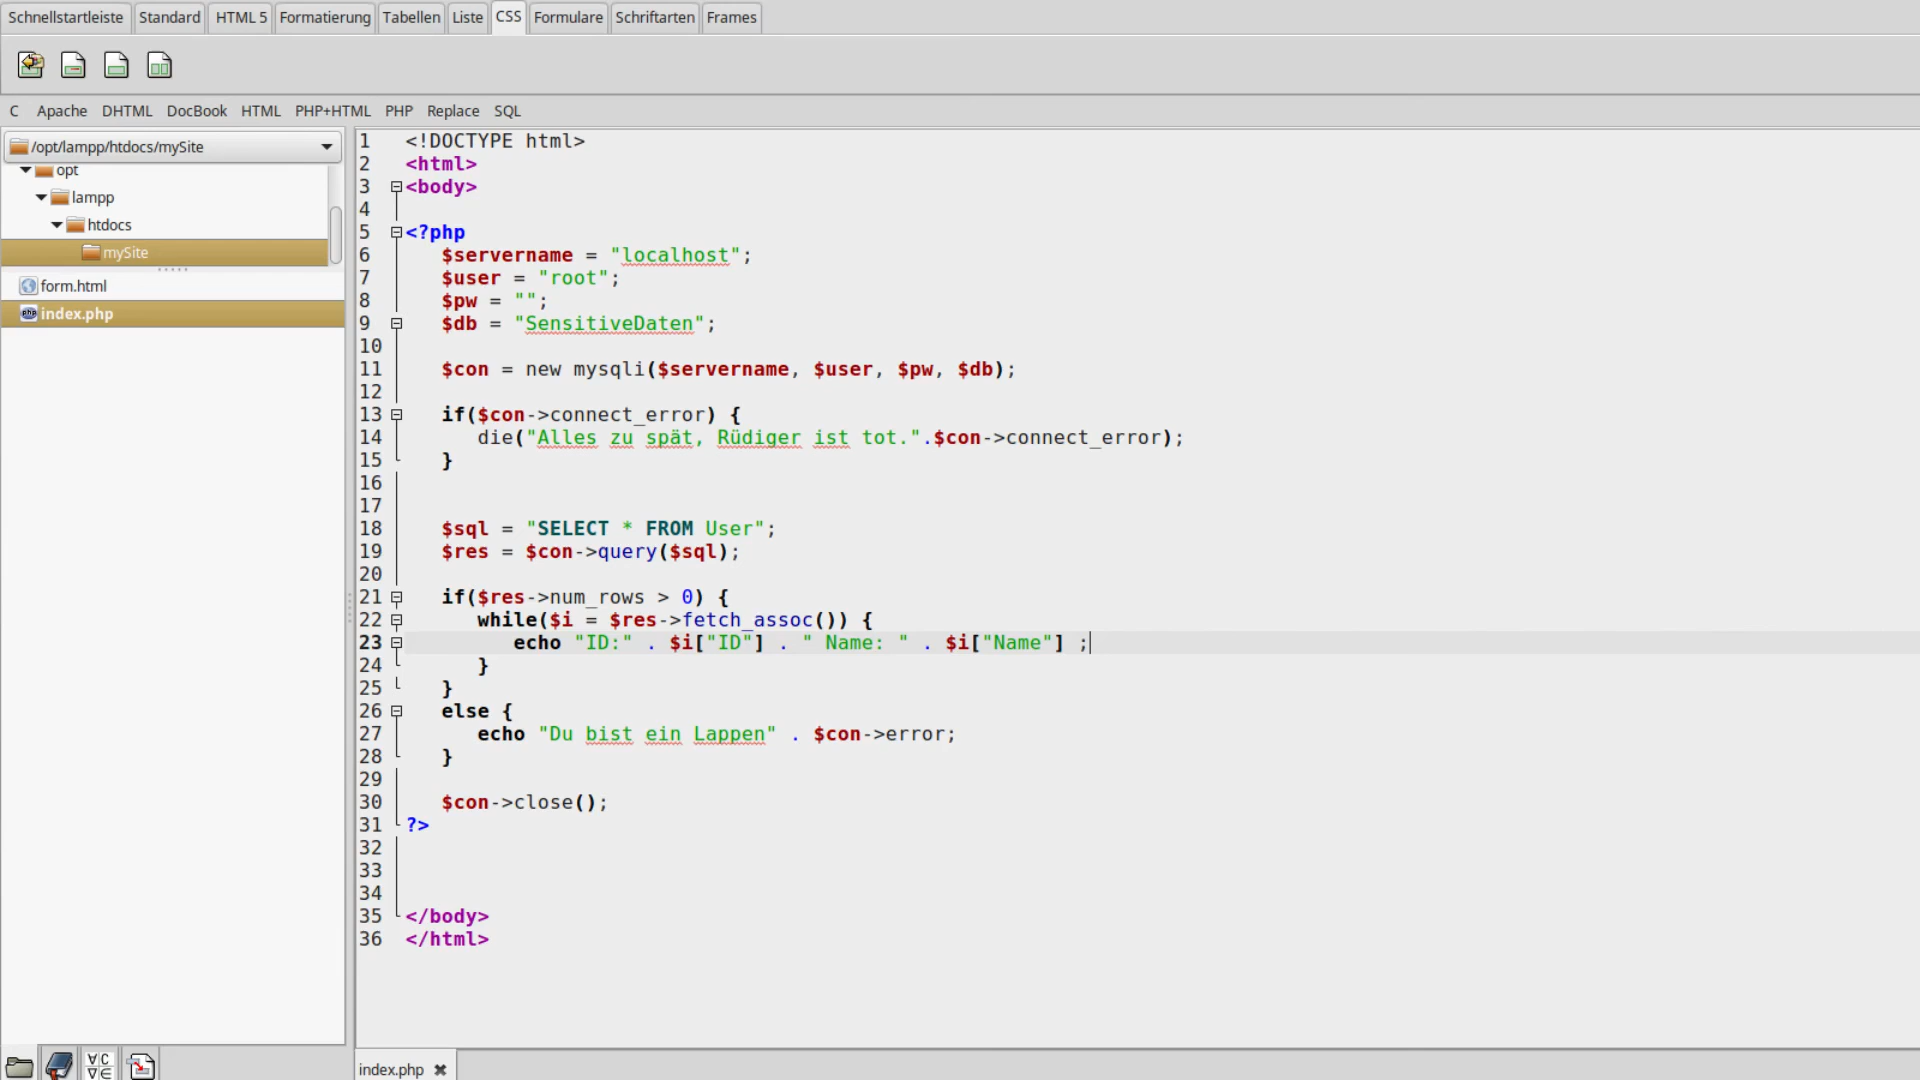 Schnellstartleiste Standard HTML 5 Formatierung Tabellen Liste CSS Formulare Schriftarten Frames
C Apache DHTML DocBook HTML PHP+HTML PHP Replace SQL
/opt/lampp/htdocs/mySite
opt
lampp
htdocs
mySite
form.html
index.php
1 <!DOCTYPE html>
2 <html>
3 <body>
4
5 <?php
6 $servername = "localhost";
7 $user = "root";
8 $pw = "";
9 $db = "SensitiveDaten";
10
11 $con = new mysqli($servername, $user, $pw, $db);
12
13 if($con->connect_error) {
14 die("Alles zu spät, Rüdiger ist tot.".$con->connect_error);
15 }
16
17
18 $sql = "SELECT * FROM User";
19 $res = $con->query($sql);
20
21 if($res->num_rows > 0) {
22 while($i = $res->fetch_assoc()) {
23 echo "ID:" . $i["ID"] . " Name: " . $i["Name"] ;
24 }
25 }
26 else {
27 echo "Du bist ein Lappen" . $con->error;
28 }
29
30 $con->close();
31 ?>
32
33
34
35 </body>
36 </html>
∀C
∇∈
index.php